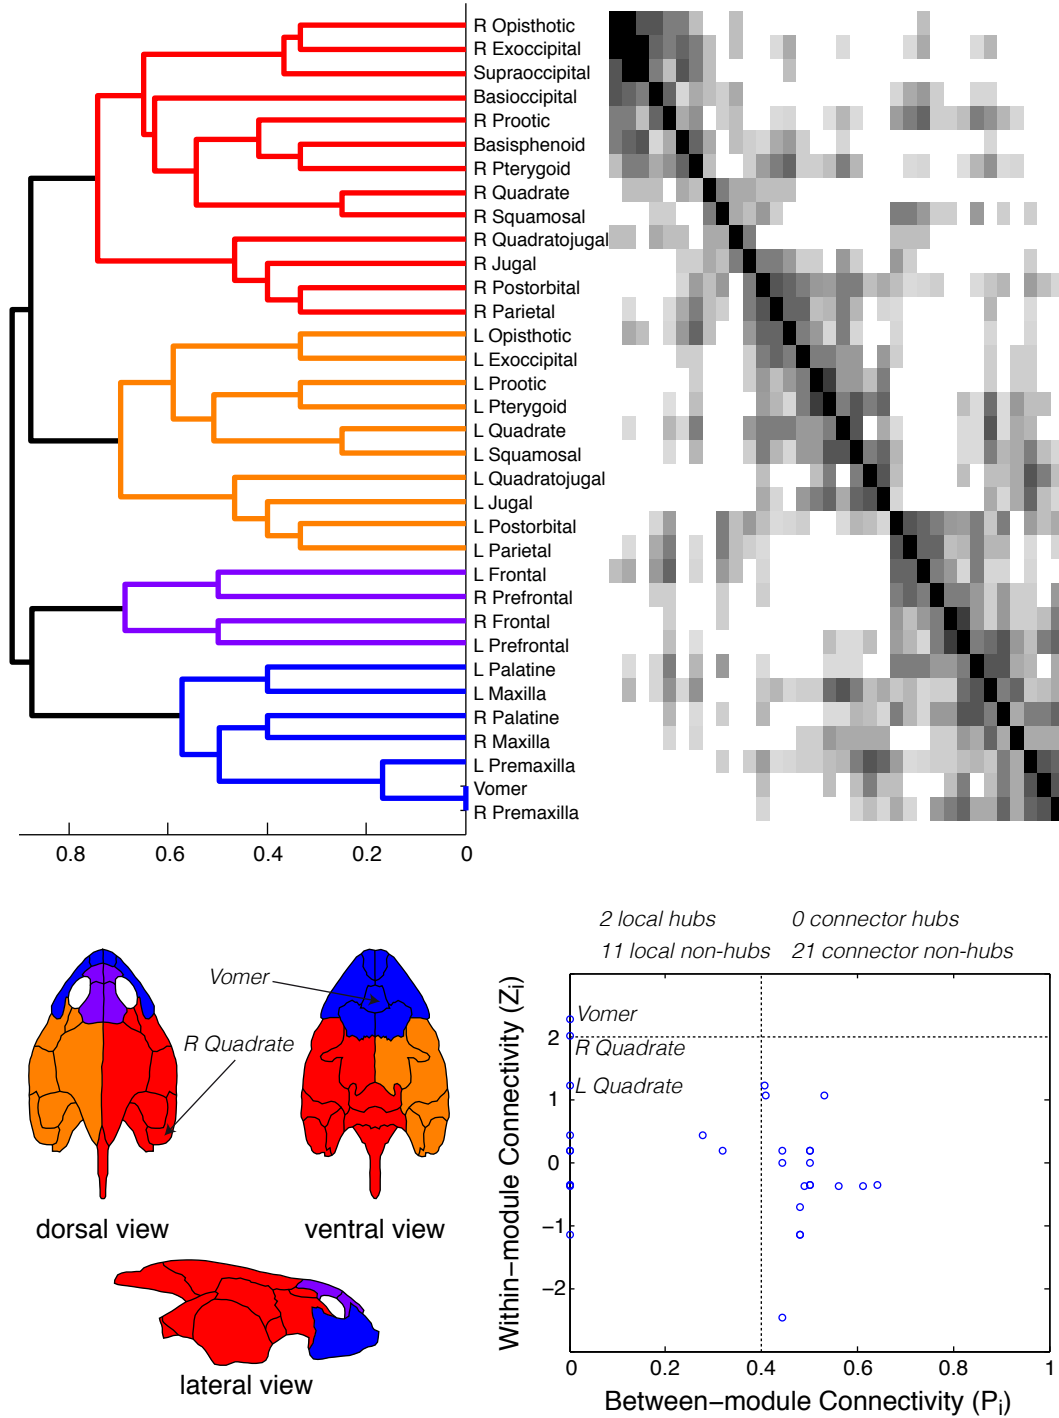 R Opisthotic
R Exoccipital
Supraoccipital
Basioccipital
R Prootic
Basisphenoid
R Pterygoid
R Quadrate
R Squamosal
R Quadratojugal
R Jugal
R Postorbital
R Parietal
L Opisthotic
L Exoccipital
L Prootic
L Pterygoid
L Quadrate
L Squamosal
L Quadratojugal
L Jugal
L Postorbital
L Parietal
L Frontal
R Prefrontal
R Frontal
L Prefrontal
L Palatine
L Maxilla
R Palatine
R Maxilla
L Premaxilla
Vomer
R Premaxilla
0.8 0.6 0.4 0.2 0
Vomer
R Quadrate
dorsal view
ventral view
lateral view
2 local hubs 0 connector hubs
11 local non-hubs 21 connector non-hubs
Within−module Connectivity (Zi)
2
1
0
−1
−2
Vomer
R Quadrate
L Quadrate
0 0.2 0.4 0.6 0.8 1
Between−module Connectivity (Pi)